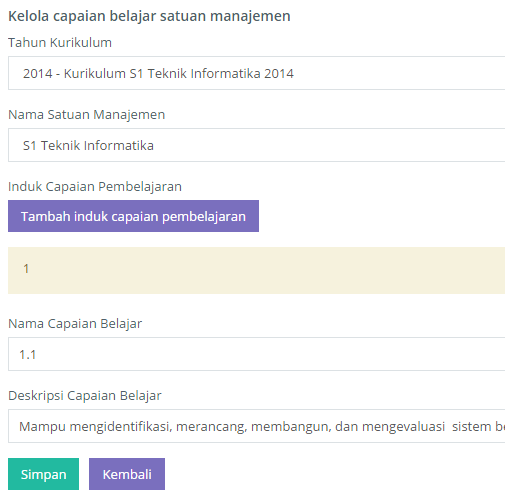 Kelola capaian belajar satuan manajemen
Tahun Kurikulum
2014 - Kurikulum S1 Teknik Informatika 2014
Nama Satuan Manajemen
S1 Teknik Informatika
Induk Capaian Pembelajaran
Tambah induk capaian pembelajaran
1
Nama Capaian Belajar
1.1
Deskripsi Capaian Belajar
Mampu mengidentifikasi, merancang, membangun, dan mengevaluasi sistem
Simpan Kembali